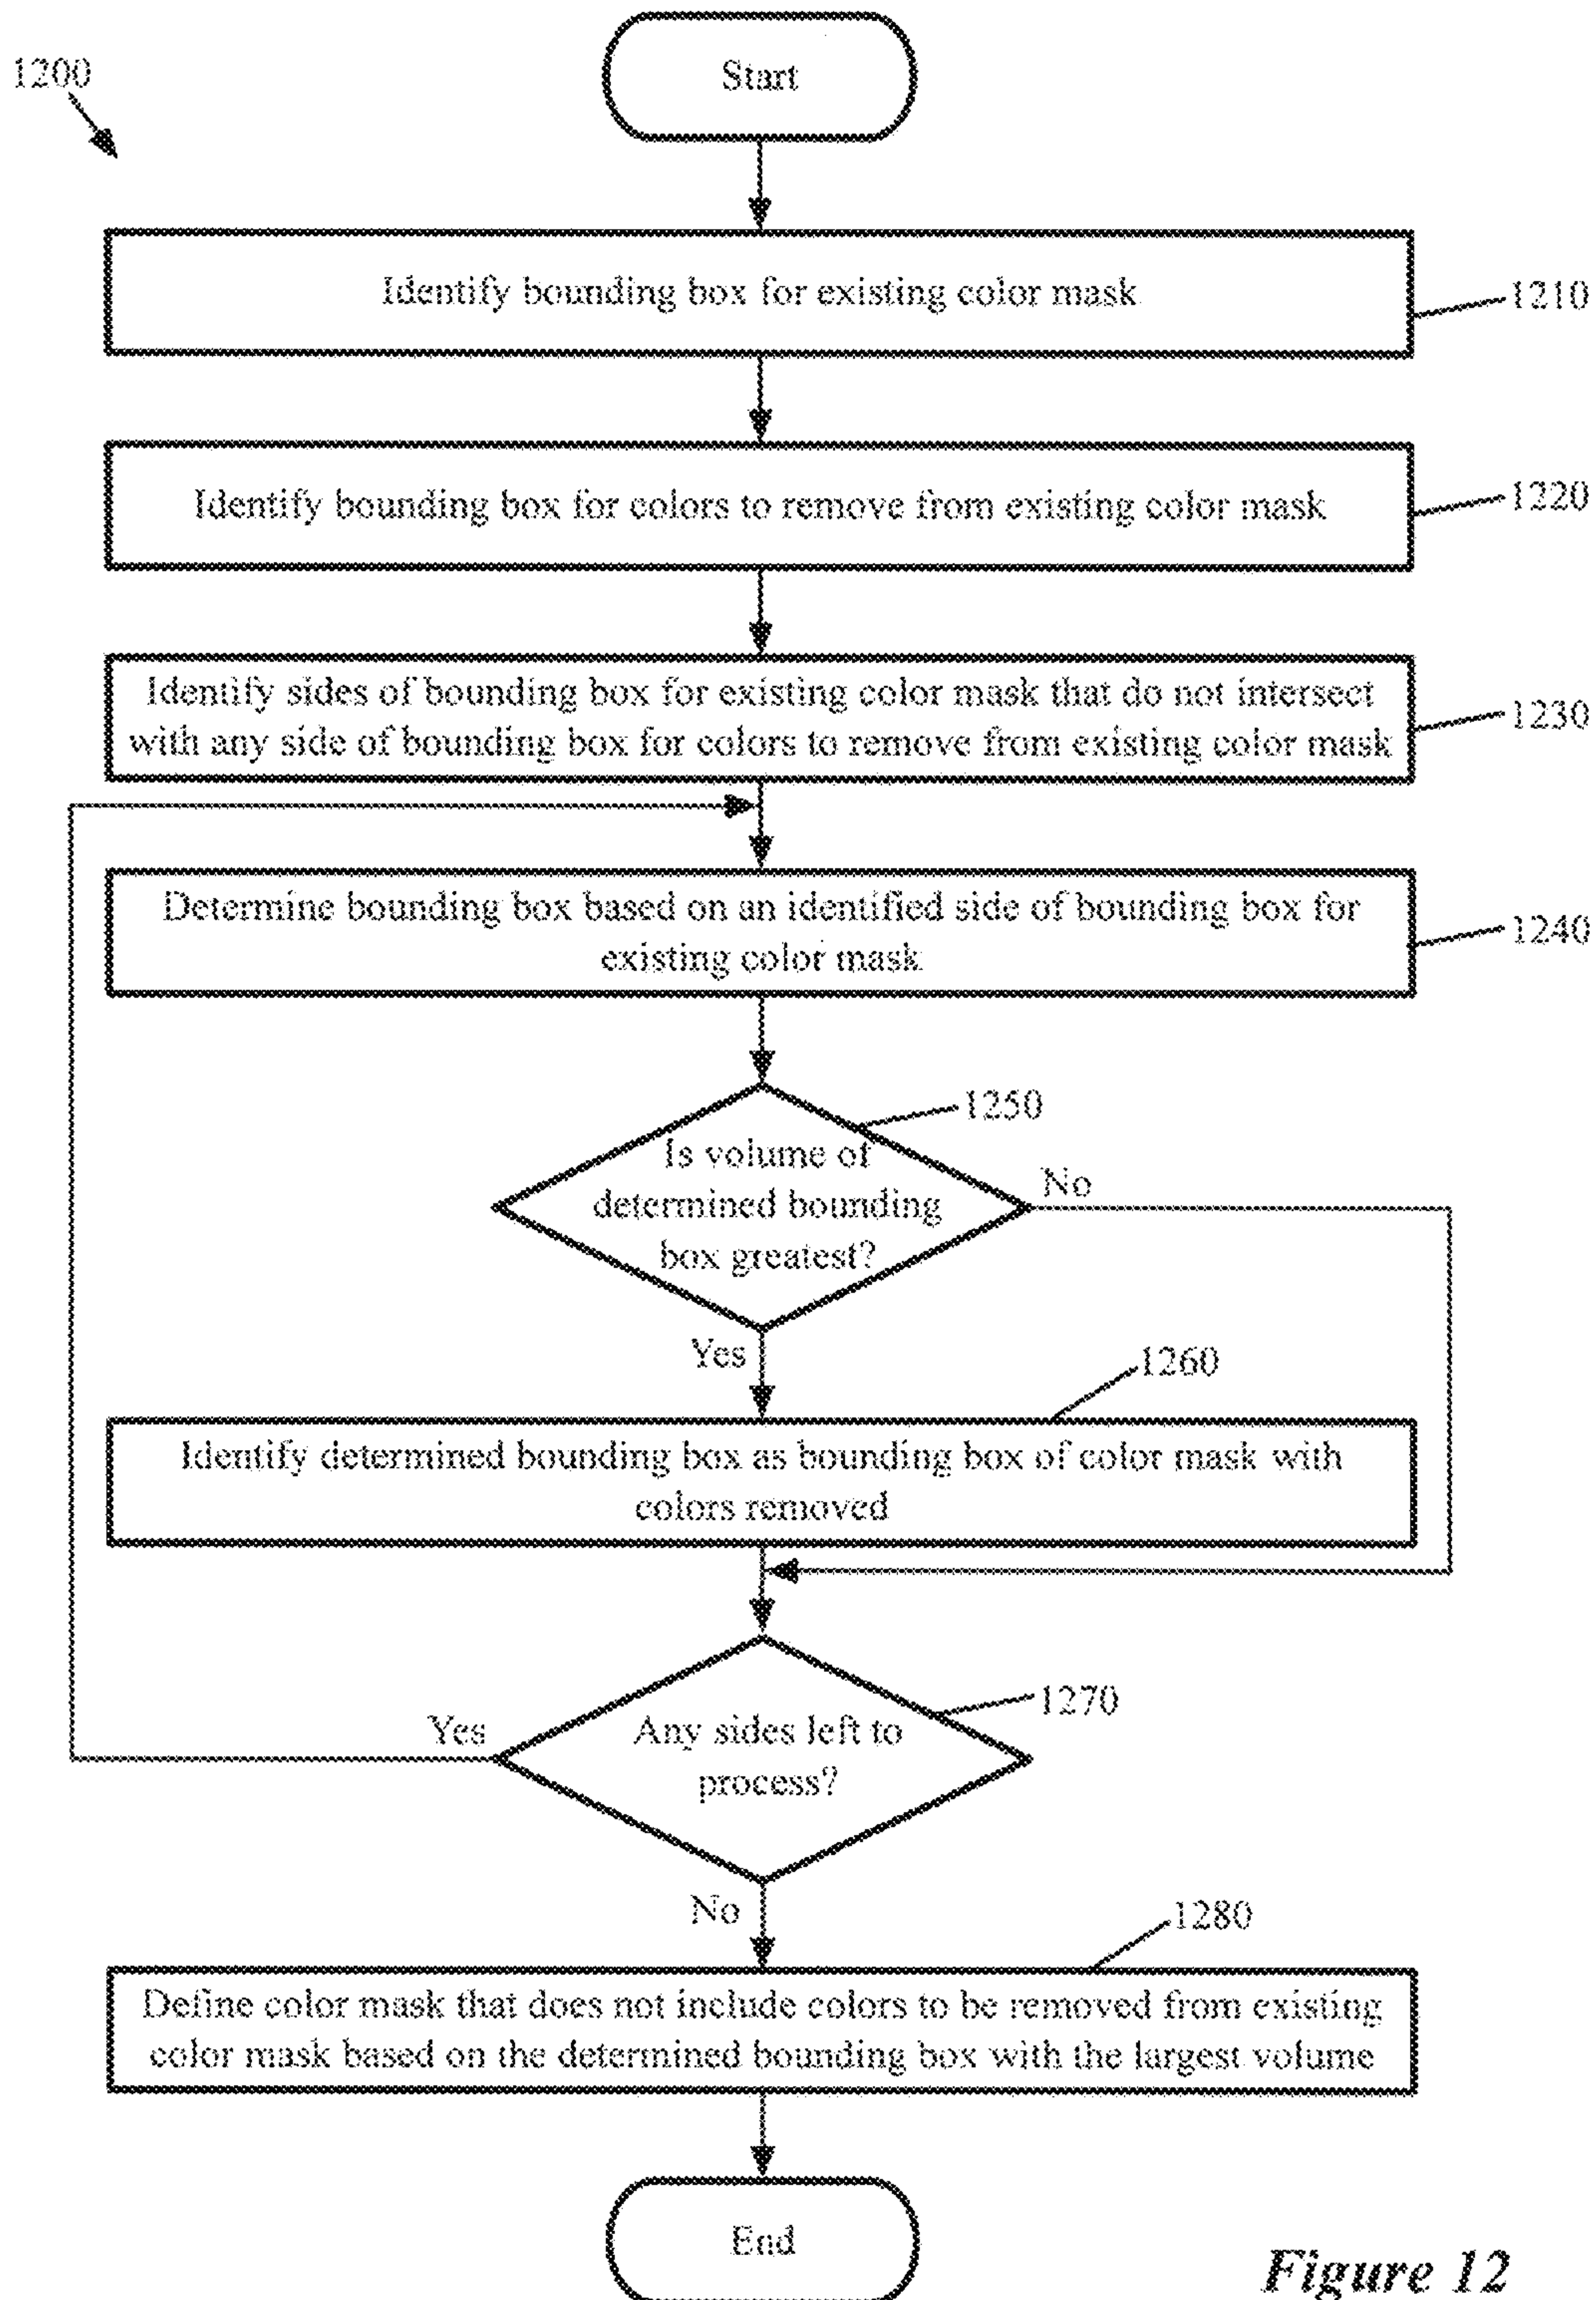 1200
Start
Identify bounding box for existing color mask
1210
Identify bounding box for colors to remove from existing color mask
1220
Identify sides of bounding box for existing color mask that do not intersect
with any side of bounding box for colors to remove from existing color mask
1230
Determine bounding box based on an identified side of bounding box for
existing color mask
1240
1250
Is volume of
determined bounding
box greatest?
No
Yes
1260
Identify determined bounding box as bounding box of color mask with
colors removed
1270
Any sides left to
process?
Yes
No
1280
Define color mask that does not include colors to be removed from existing
color mask based on the determined bounding box with the largest volume
End
Figure 12